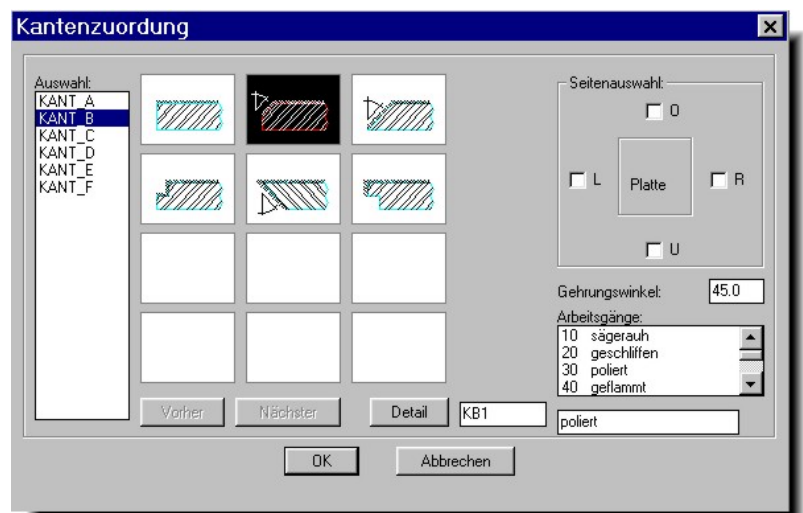 Kantenzuordung
Auswahl:
KANT_A
KANT_B
KANT_C
KANT_D
KANT_E
KANT_F
Vorher
Nächster
Detail
KB1
Seitenauswahl:
O
L
Platte
R
U
Gehrungswinkel:
45.0
Arbeitsgänge:
10 sägerauh
20 geschliffen
30 poliert
40 geflammt
poliert
OK
Abbrechen